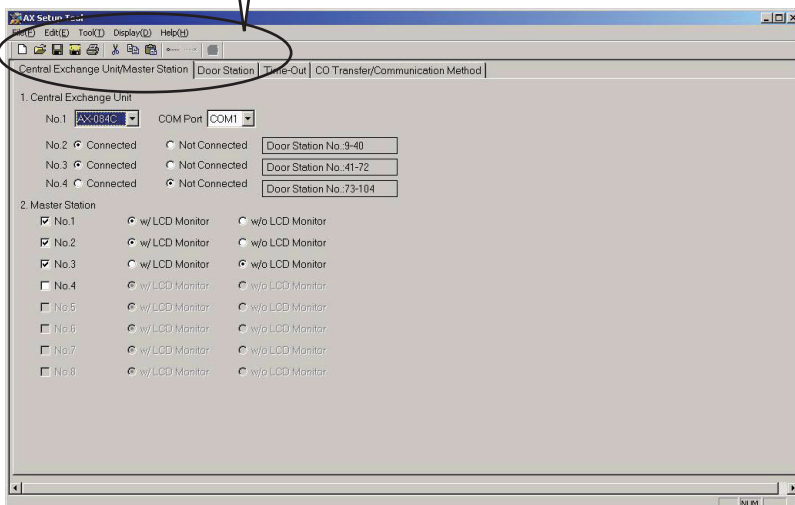 AX Setup Tool
File(F) Edit(E) Tool(T) Display(D) Help(H)
Central Exchange Unit/Master Station Door Station Time-Out CO Transfer/Communication Method
1. Central Exchange Unit
No.1 AX-084C COM Port COM1
No.2 Connected Not Connected Door Station No.:9-40
No.3 Connected Not Connected Door Station No.:41-72
No.4 Connected Not Connected Door Station No.:73-104
2. Master Station
No.1 w/ LCD Monitor w/o LCD Monitor
No.2 w/ LCD Monitor w/o LCD Monitor
No.3 w/ LCD Monitor w/o LCD Monitor
No.4 w/ LCD Monitor w/o LCD Monitor
No.5 w/ LCD Monitor w/o LCD Monitor
No.6 w/ LCD Monitor w/o LCD Monitor
No.7 w/ LCD Monitor w/o LCD Monitor
No.8 w/ LCD Monitor w/o LCD Monitor
NUM